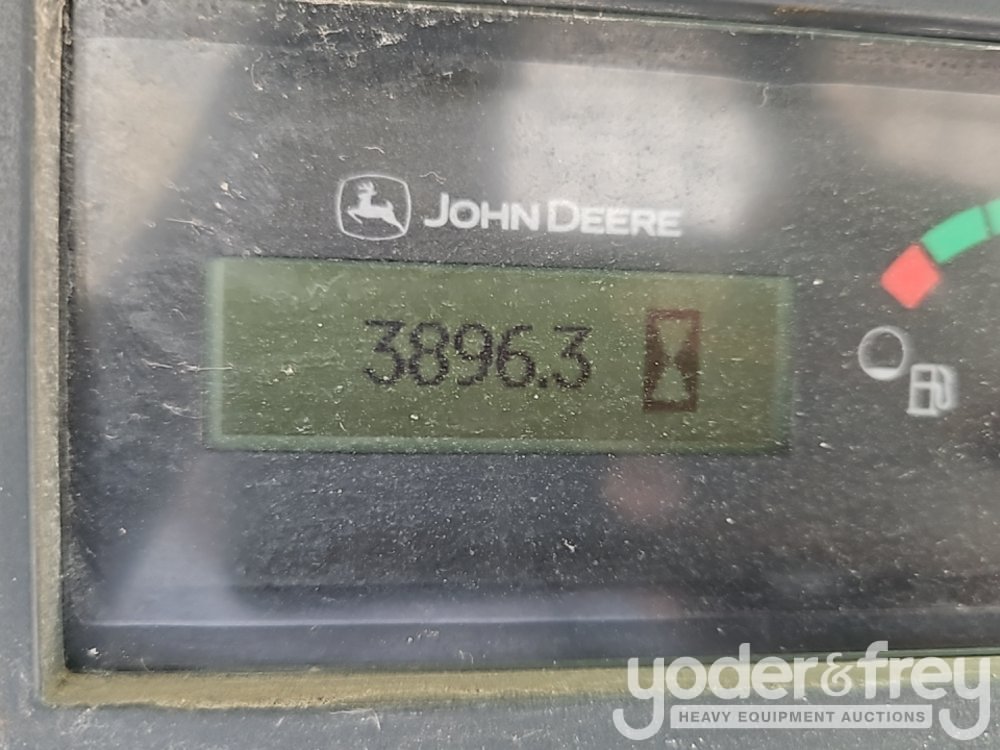 JOHN DEERE
3896.3
yoder&frey
HEAVY EQUIPMENT AUCTIONS